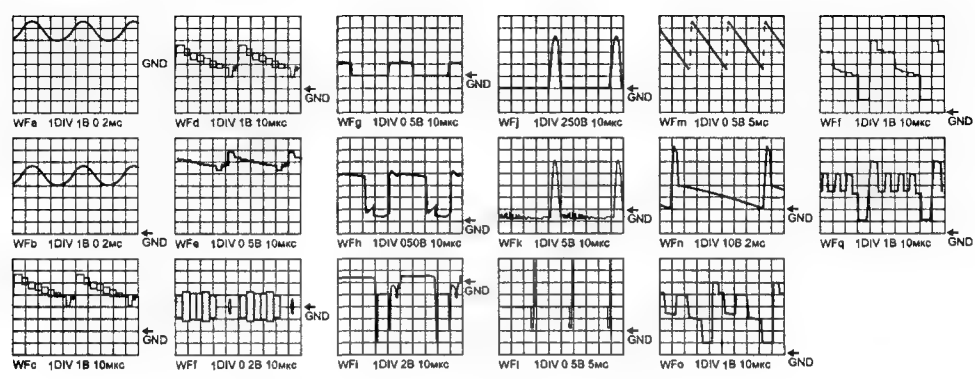 GND
GND
GND
GND
WFa 1DIV 1В 0 2мс
WFd 1DIV 1В 10мкс
WFg 1DIV 0 5В 10мкс
WFj 1DIV 250В 10мкс
WFm 1DIV 0 5В 5мс
WFf 1DIV 1В 10мкс
GND
GND
GND
GND
GND
GND
WFb 1DIV 1В 0 2мс
WFe 1DIV 0 5В 10мкс
WFh 1DIV 050В 10мкс
WFk 1DIV 5В 10мкс
WFn 1DIV 10В 2мс
WFq 1DIV 1В 10мкс
GND
GND
GND
GND
GND
WFc 1DIV 1В 10мкс
WFf 1DIV 0 2В 10мкс
WFi 1DIV 2В 10мкс
WFl 1DIV 0 5В 5мс
WFo 1DIV 1В 10мкс
GND